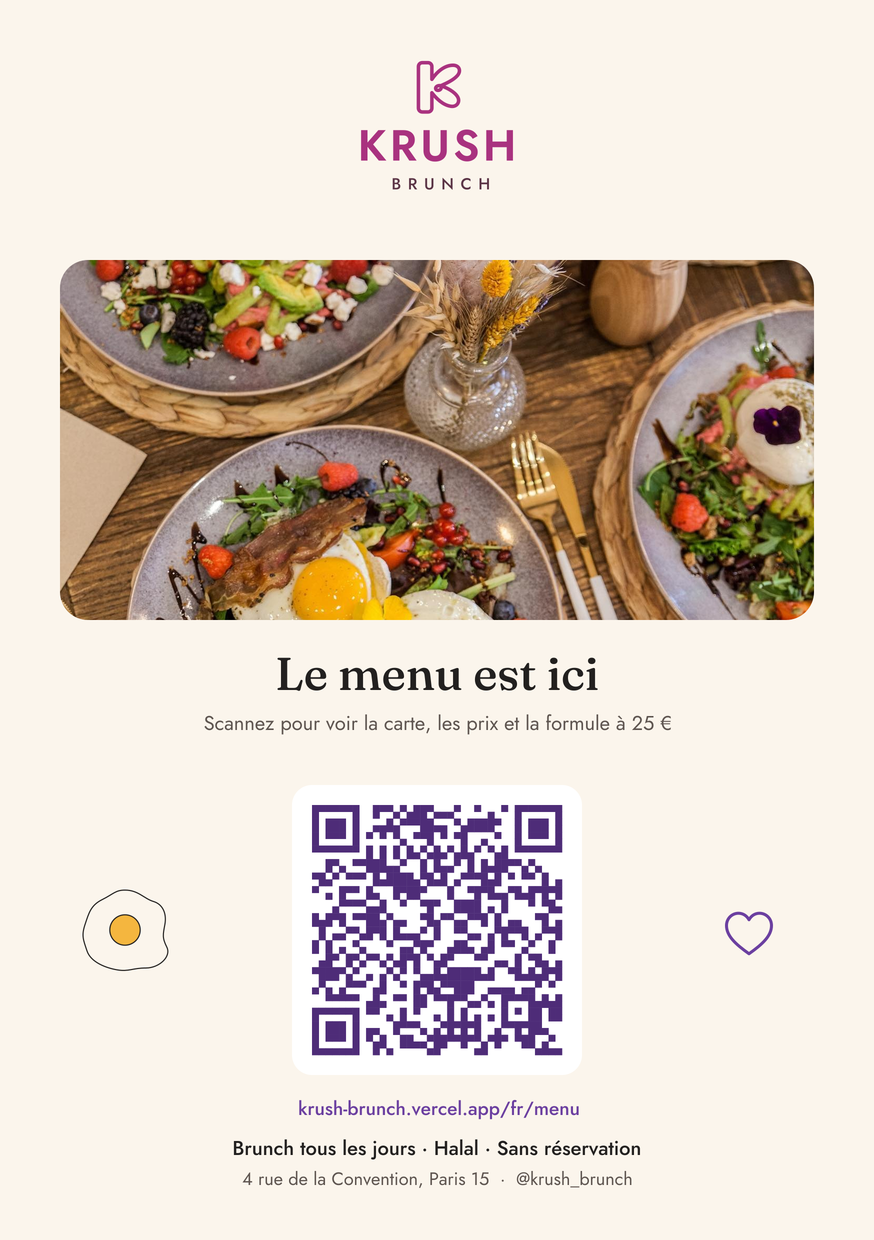 KRUSH
BRUNCH
Le menu est ici
Scannez pour voir la carte, les prix et la formule à 25 €
krush-brunch.vercel.app/fr/menu
Brunch tous les jours · Halal · Sans réservation
4 rue de la Convention, Paris 15 · @krush_brunch